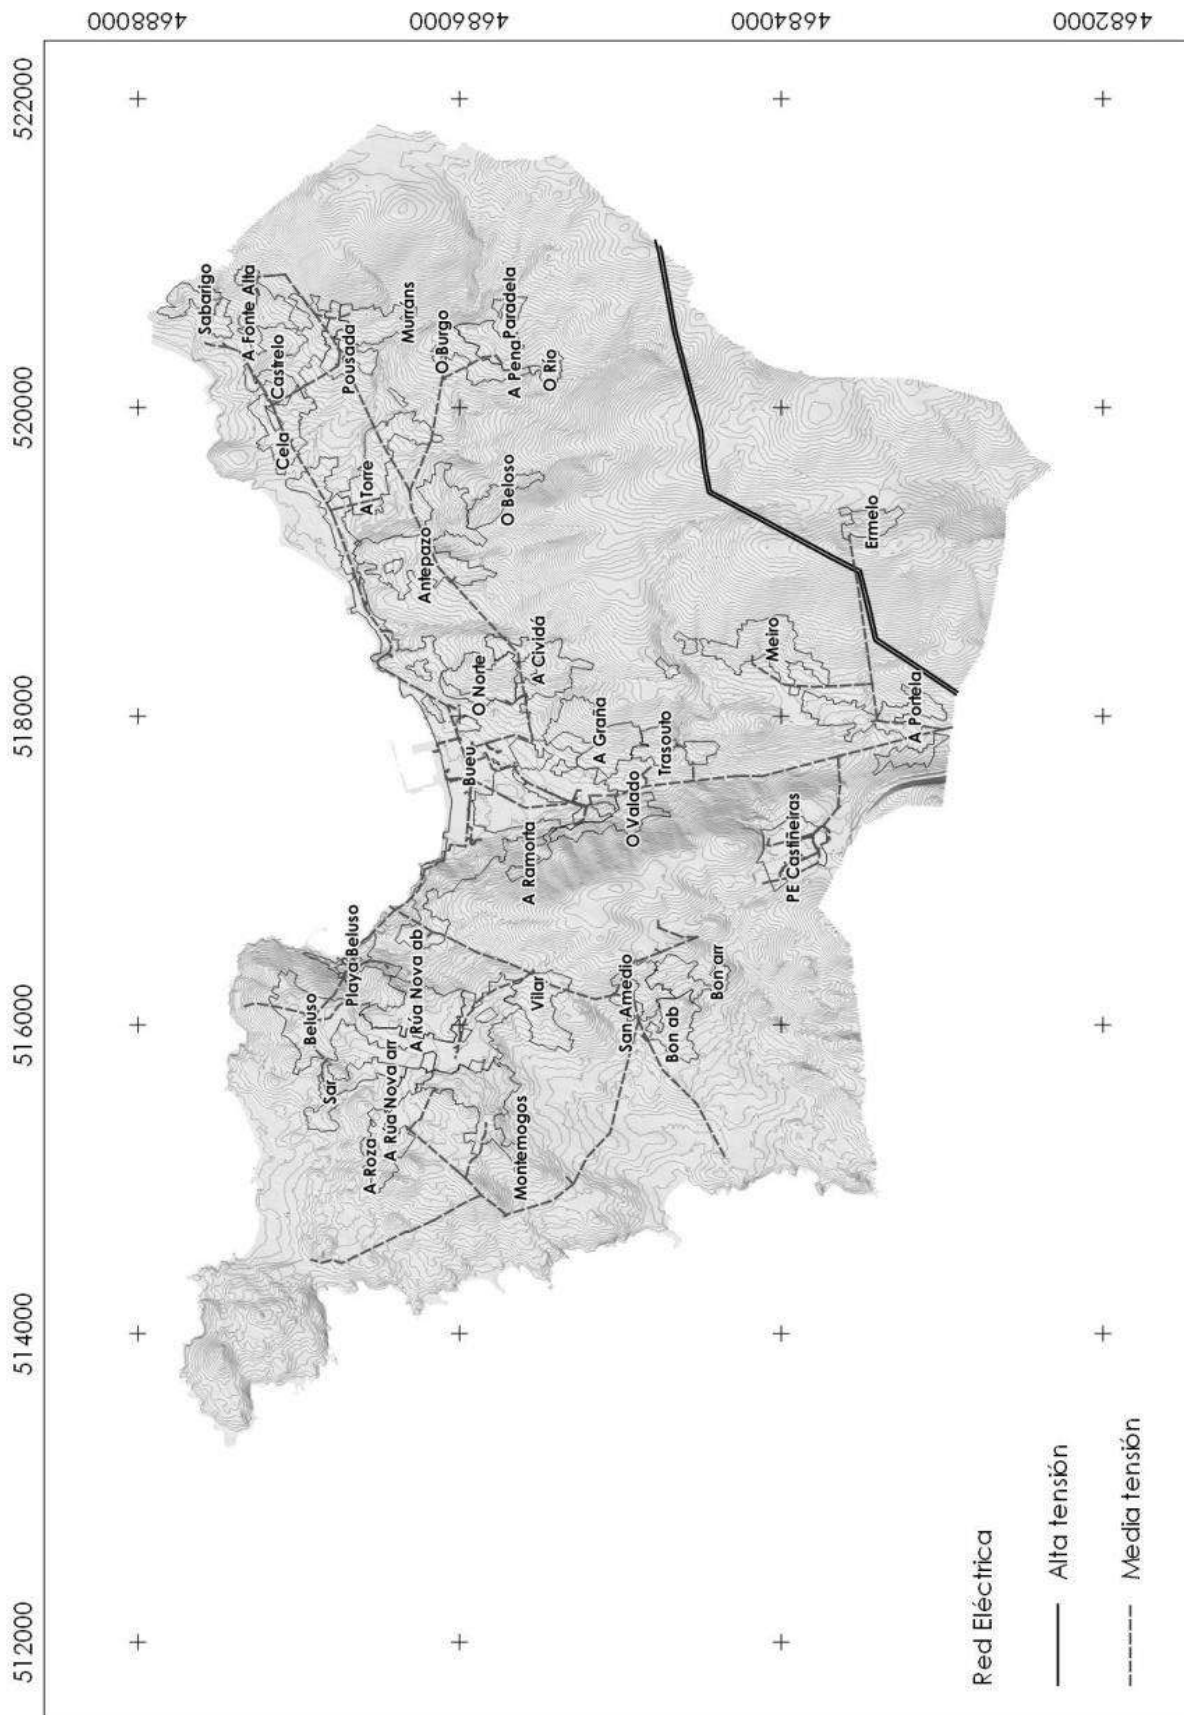 4688000
4686000
4684000
4682000
522000
520000
518000
516000
514000
512000
Sabarigo
A Fonte Alta
Castrelo
Cela
Pousada
Murrans
A Torre
O Burgo
Paradela
A Pena
O Río
O Beloso
Antepazo
Ermelo
Meiro
A Cividá
O Norte
A Portela
A Graña
Trasouto
Bueu
O Valado
A Ramorta
PE Castiñeiras
Playa Beluso
Beluso
A Rúa Nova ab
Vilar
San Amedio
Bon arr
Bon ab
Sar
A Rúa Nova arr
A Roza
Montemogos
Red Eléctrica
Alta tensión
Media tensión